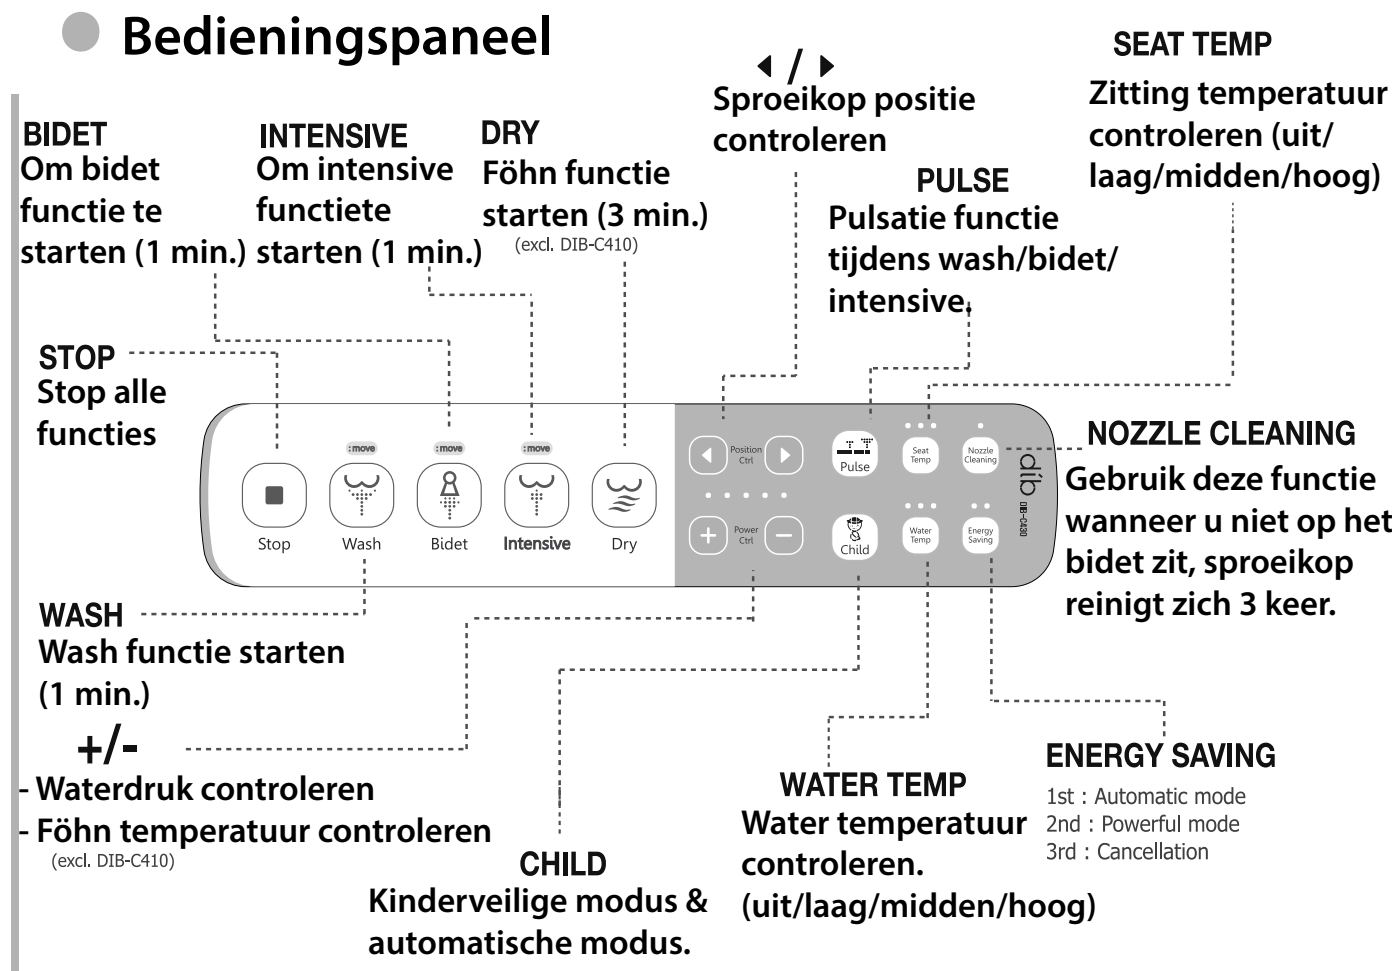 Bedieningspaneel
BIDET
Om bidet
functie te
starten (1 min.)
INTENSIVE
Om intensive
functiete
starten (1 min.)
DRY
Föhn functie
starten (3 min.)
(excl. DIB-C410)
◀ / ▶
Sproeikop positie
controleren
PULSE
Pulsatie functie
tijdens wash/bidet/
intensive.
SEAT TEMP
Zitting temperatuur
controleren (uit/
laag/midden/hoog)
STOP
Stop alle
functies
:move
:move
:move
Stop
Wash
Bidet
Intensive
Dry
Position
Ctrl
Power
Ctrl
Pulse
Child
Seat
Temp
Nozzle
Cleaning
Water
Temp
Energy
Saving
dib DIB-C430
NOZZLE CLEANING
Gebruik deze functie
wanneer u niet op het
bidet zit, sproeikop
reinigt zich 3 keer.
WASH
Wash functie starten
(1 min.)
+/-
- Waterdruk controleren
- Föhn temperatuur controleren
(excl. DIB-C410)
CHILD
Kinderveilige modus &
automatische modus.
WATER TEMP
Water temperatuur
controleren.
(uit/laag/midden/hoog)
ENERGY SAVING
1st : Automatic mode
2nd : Powerful mode
3rd : Cancellation